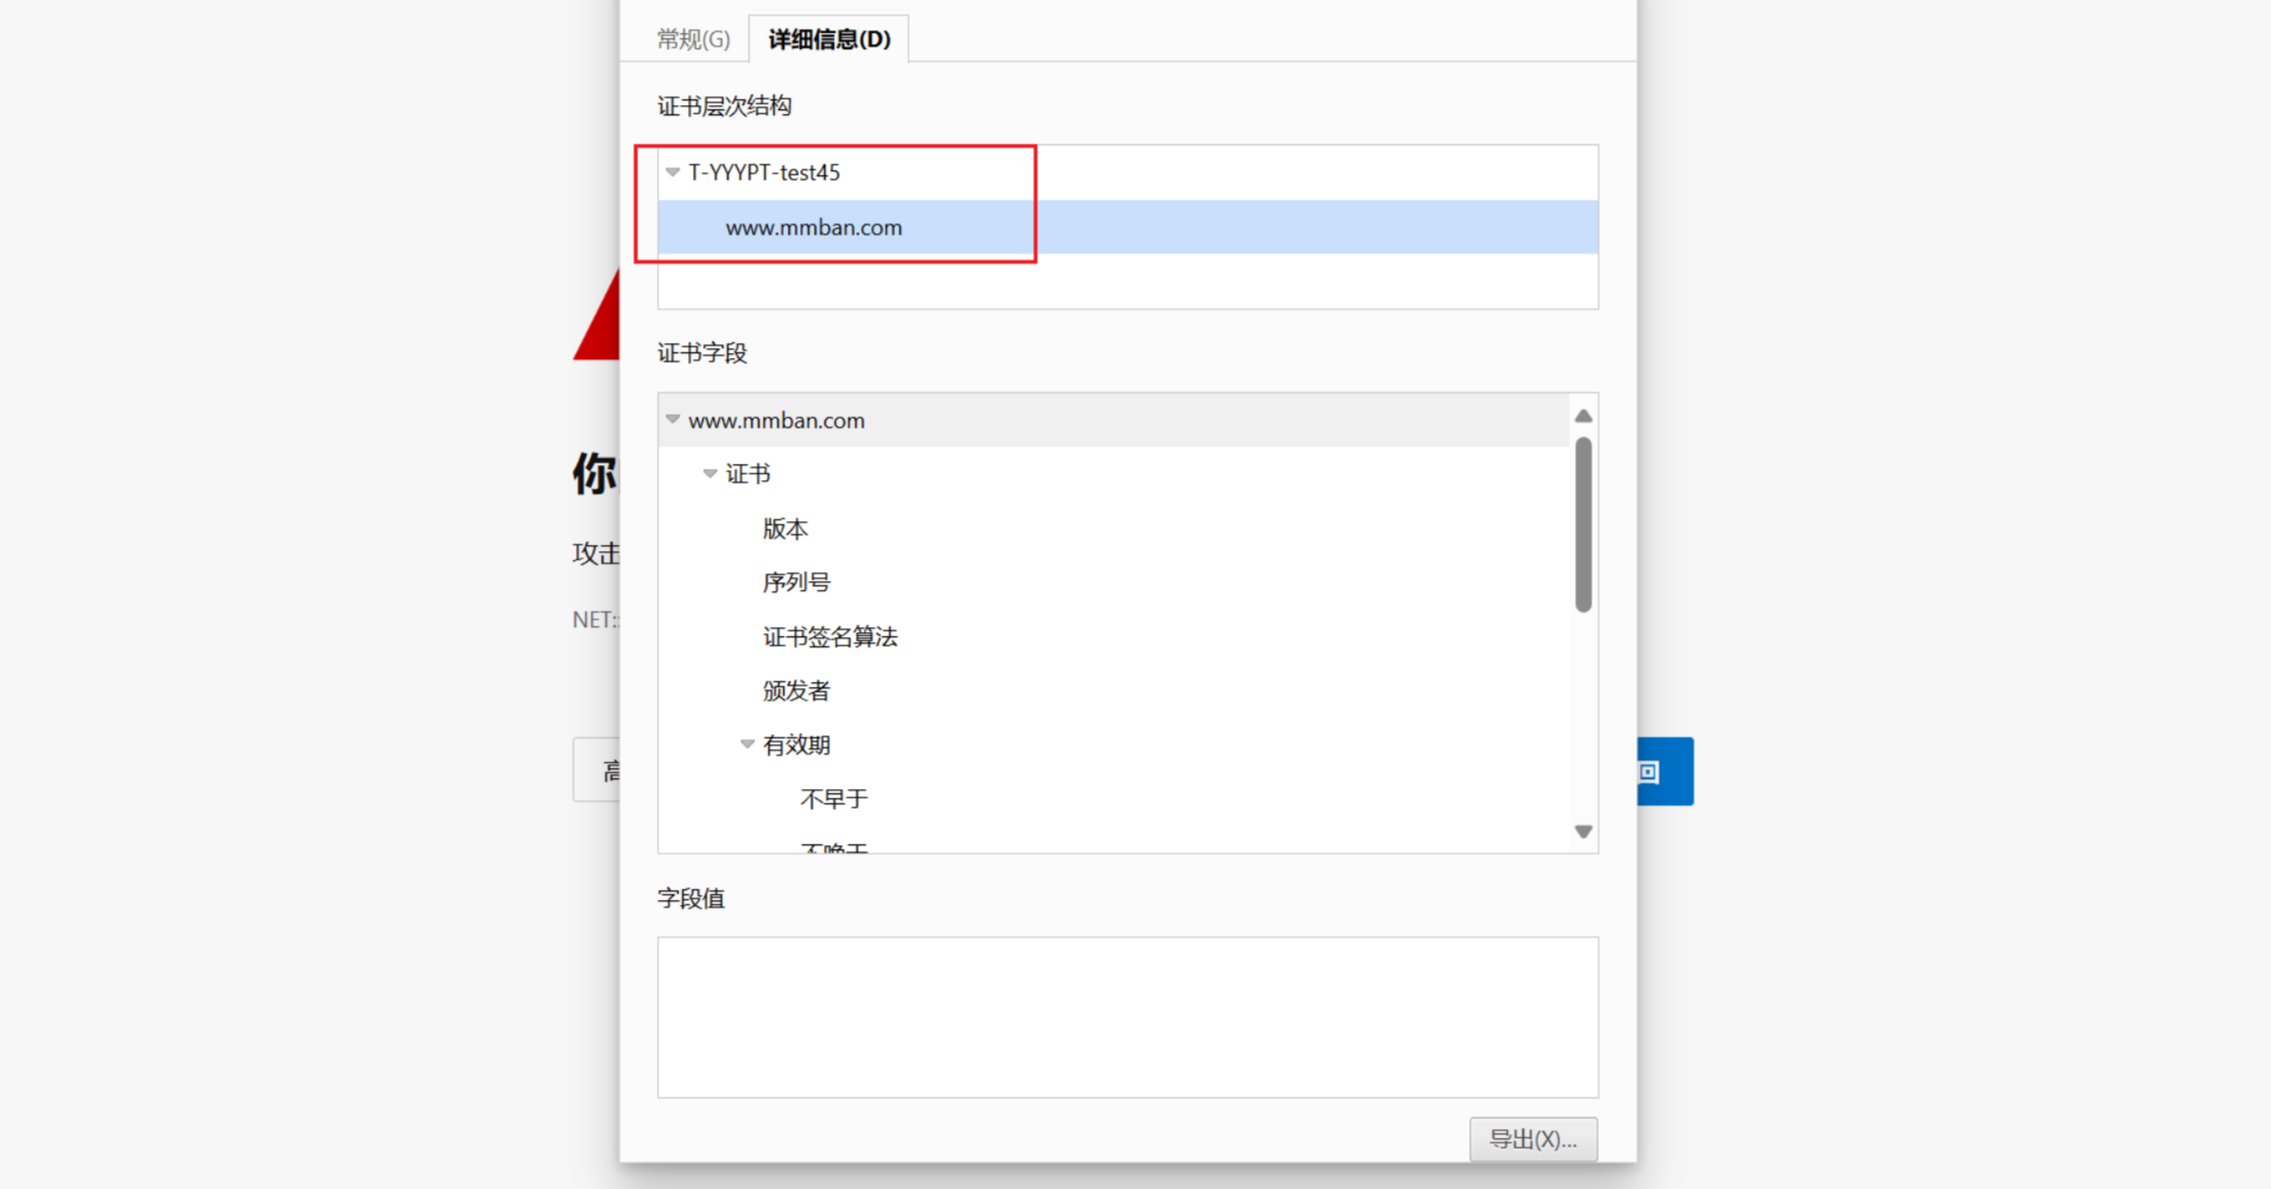 常规(G) 详细信息(D)
证书层次结构
T-YYYPT-test45
www.mmban.com
证书字段
www.mmban.com
证书
版本
序列号
证书签名算法
颁发者
有效期
不早于
不晚于
字段值
导出(X)...
你
攻击
NET::
高
回